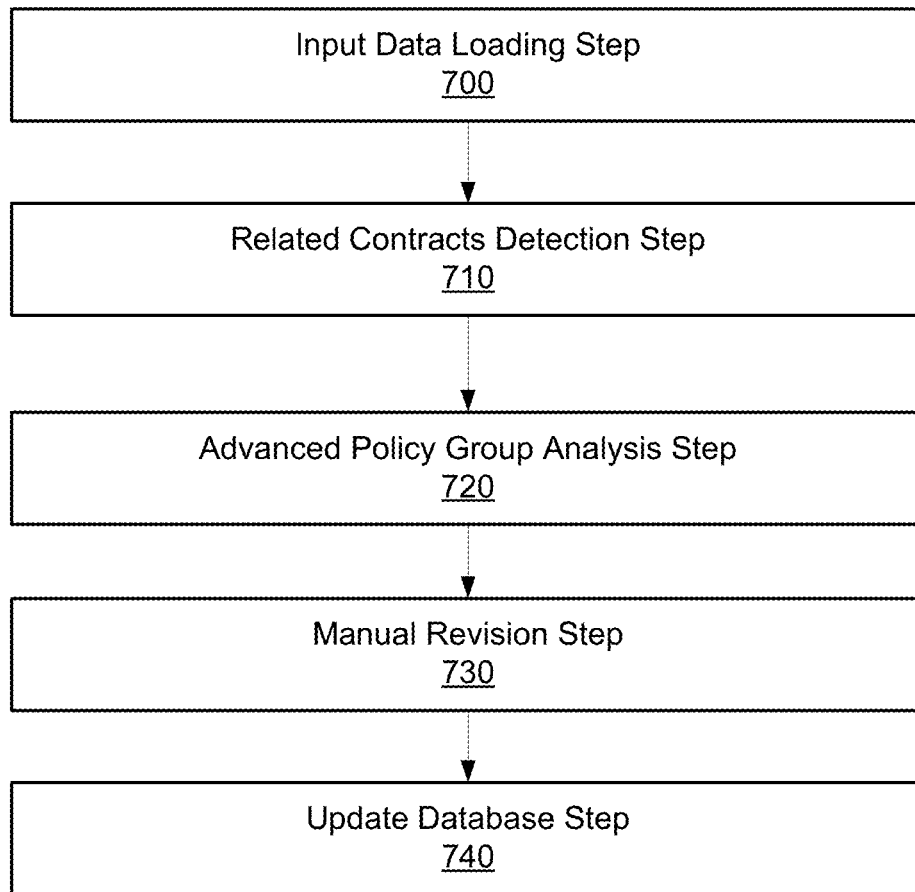 Input Data Loading Step
700
Related Contracts Detection Step
710
Advanced Policy Group Analysis Step
720
Manual Revision Step
730
Update Database Step
740